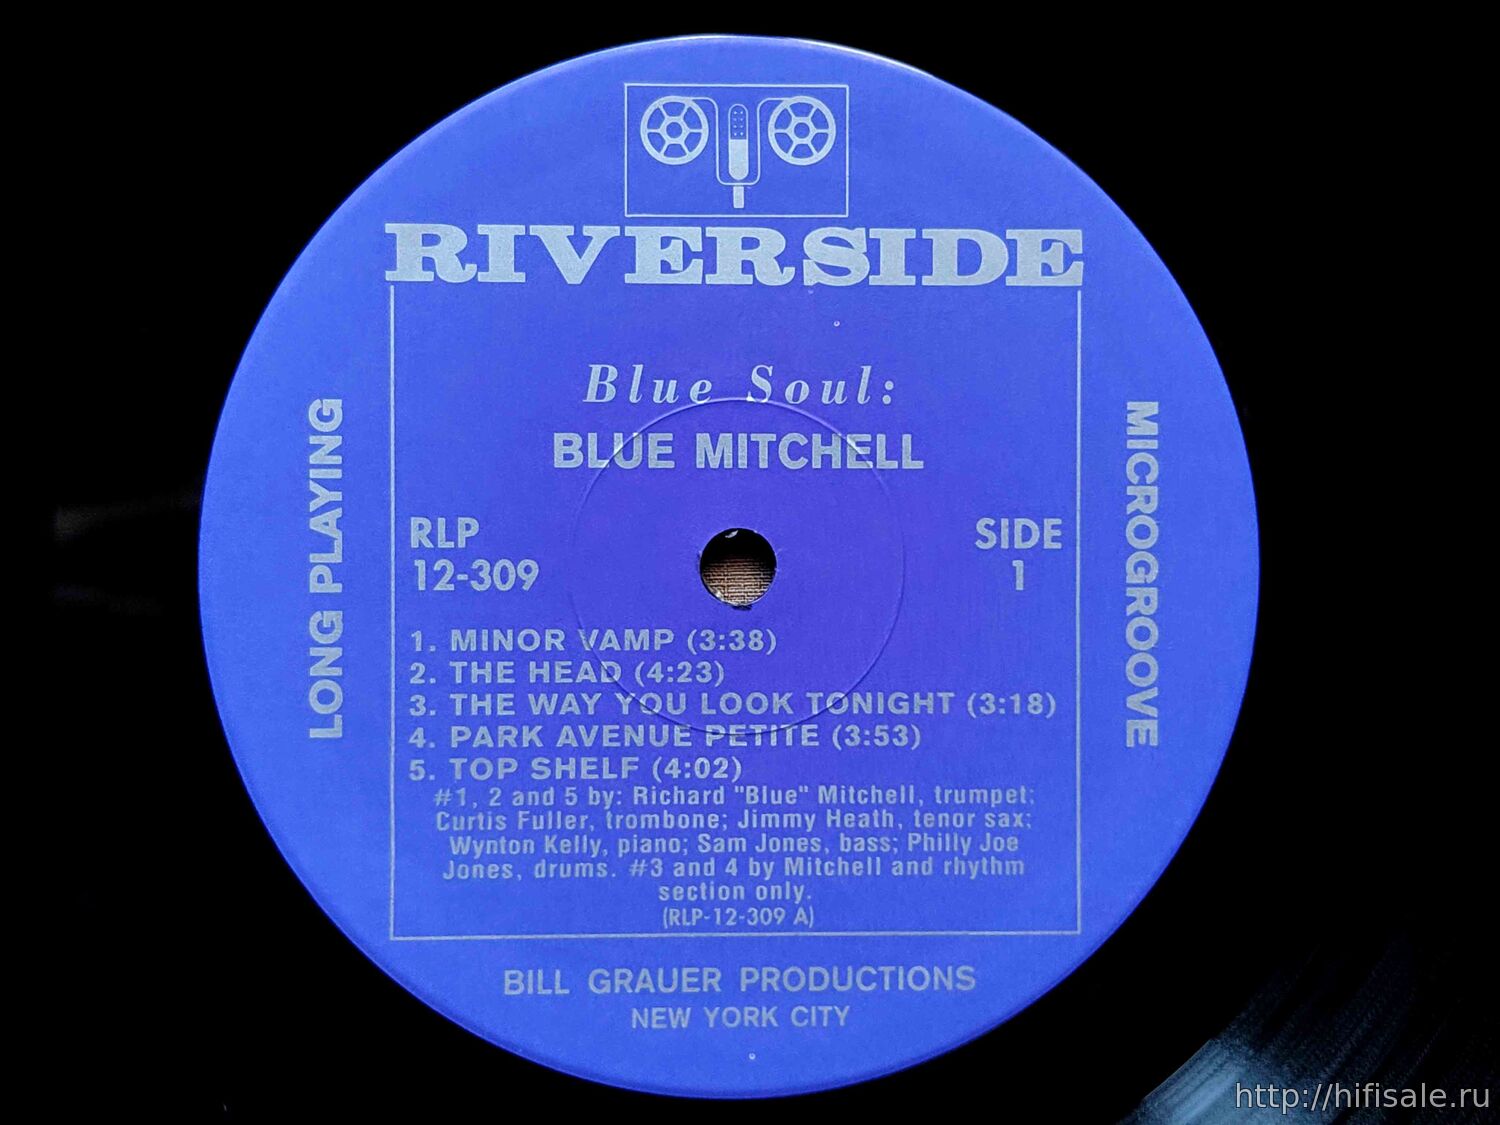 RIVERSIDE
Blue Soul:
BLUE MITCHELL
RLP
12-309
SIDE
1
LONG PLAYING
MICROGROOVE
1. MINOR VAMP (3:38)
2. THE HEAD (4:23)
3. THE WAY YOU LOOK TONIGHT (3:18)
4. PARK AVENUE PETITE (3:53)
5. TOP SHELF (4:02)
#1, 2 and 5 by: Richard "Blue" Mitchell, trumpet;
Curtis Fuller, trombone; Jimmy Heath, tenor sax;
Wynton Kelly, piano; Sam Jones, bass; Philly Joe
Jones, drums. #3 and 4 by Mitchell and rhythm
section only.
(RLP-12-309 A)
BILL GRAUER PRODUCTIONS
NEW YORK CITY
http://hifisale.ru